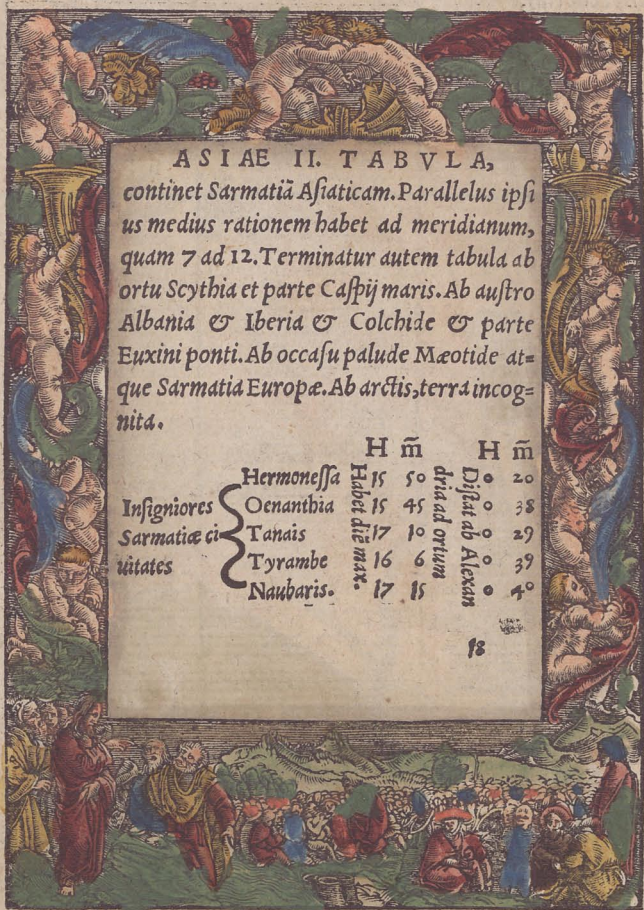 ASIAE II. TABVLA,
continet Sarmatiã Aſiaticam. Parallelus ipſi
us medius rationem habet ad meridianum,
quam 7 ad 12. Terminatur autem tabula ab
ortu Scythia et parte Caſpij maris. Ab auſtro
Albania & Iberia & Colchide & parte
Euxini ponti. Ab occaſu palude Mæotide at=
que Sarmatia Europæ. Ab arctis, terra incog=
nita.
Inſigniores
Sarmatiæ ci
uitates
Hermoneſſa
Oenanthia
Tanais
Tyrambe
Naubaris.
Habet diẽ max.
H m̃
15 50
15 45
17 10
16 6
17 15
Diſtat ab Alexan
dria ad ortum
H m̃
0 20
0 38
0 29
0 39
0 40
18